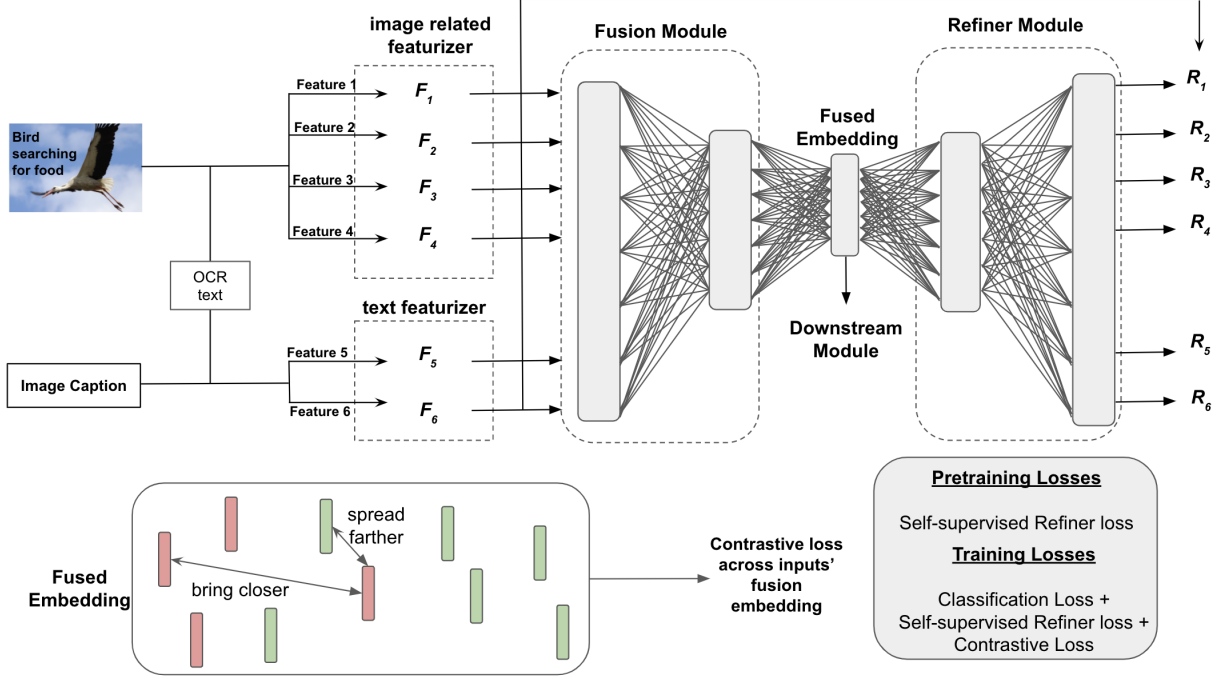 image related
featurizer
Fusion Module
Refiner Module
Feature 1
F1
R1
Bird
searching
for food
Feature 2
F2
R2
Fused
Embedding
Feature 3
F3
R3
Feature 4
F4
R4
OCR
text
text featurizer
Downstream
Module
Feature 5
F5
R5
Image Caption
Feature 6
F6
R6
Pretraining Losses
Self-supervised Refiner loss
Training Losses
Classification Loss +
Self-supervised Refiner loss +
Contrastive Loss
spread
farther
bring closer
Fused
Embedding
Contrastive loss
across inputs’
fusion
embedding